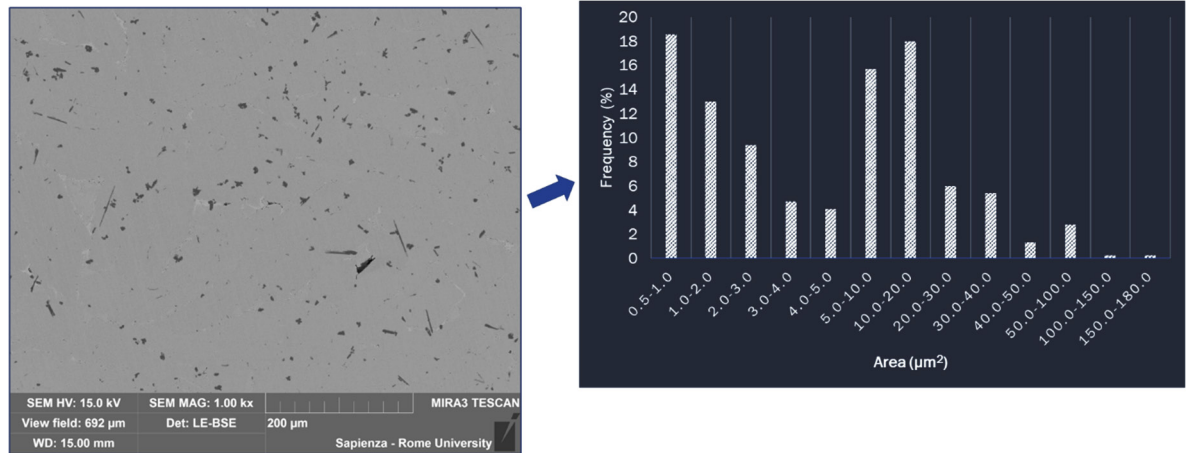 SEM HV: 15.0 kV SEM MAG: 1.00 kx MIRA3 TESCAN
View field: 692 µm Det: LE-BSE 200 µm
WD: 15.00 mm Sapienza - Rome University
20
18
16
14
12
10
8
6
4
2
0
Frequency (%)
0.5-1.0 1.0-2.0 2.0-3.0 3.0-4.0 4.0-5.0 5.0-10.0 10.0-20.0 20.0-30.0 30.0-40.0 40.0-50.0 50.0-100.0 100.0-150.0 150.0-180.0
Area (µm²)